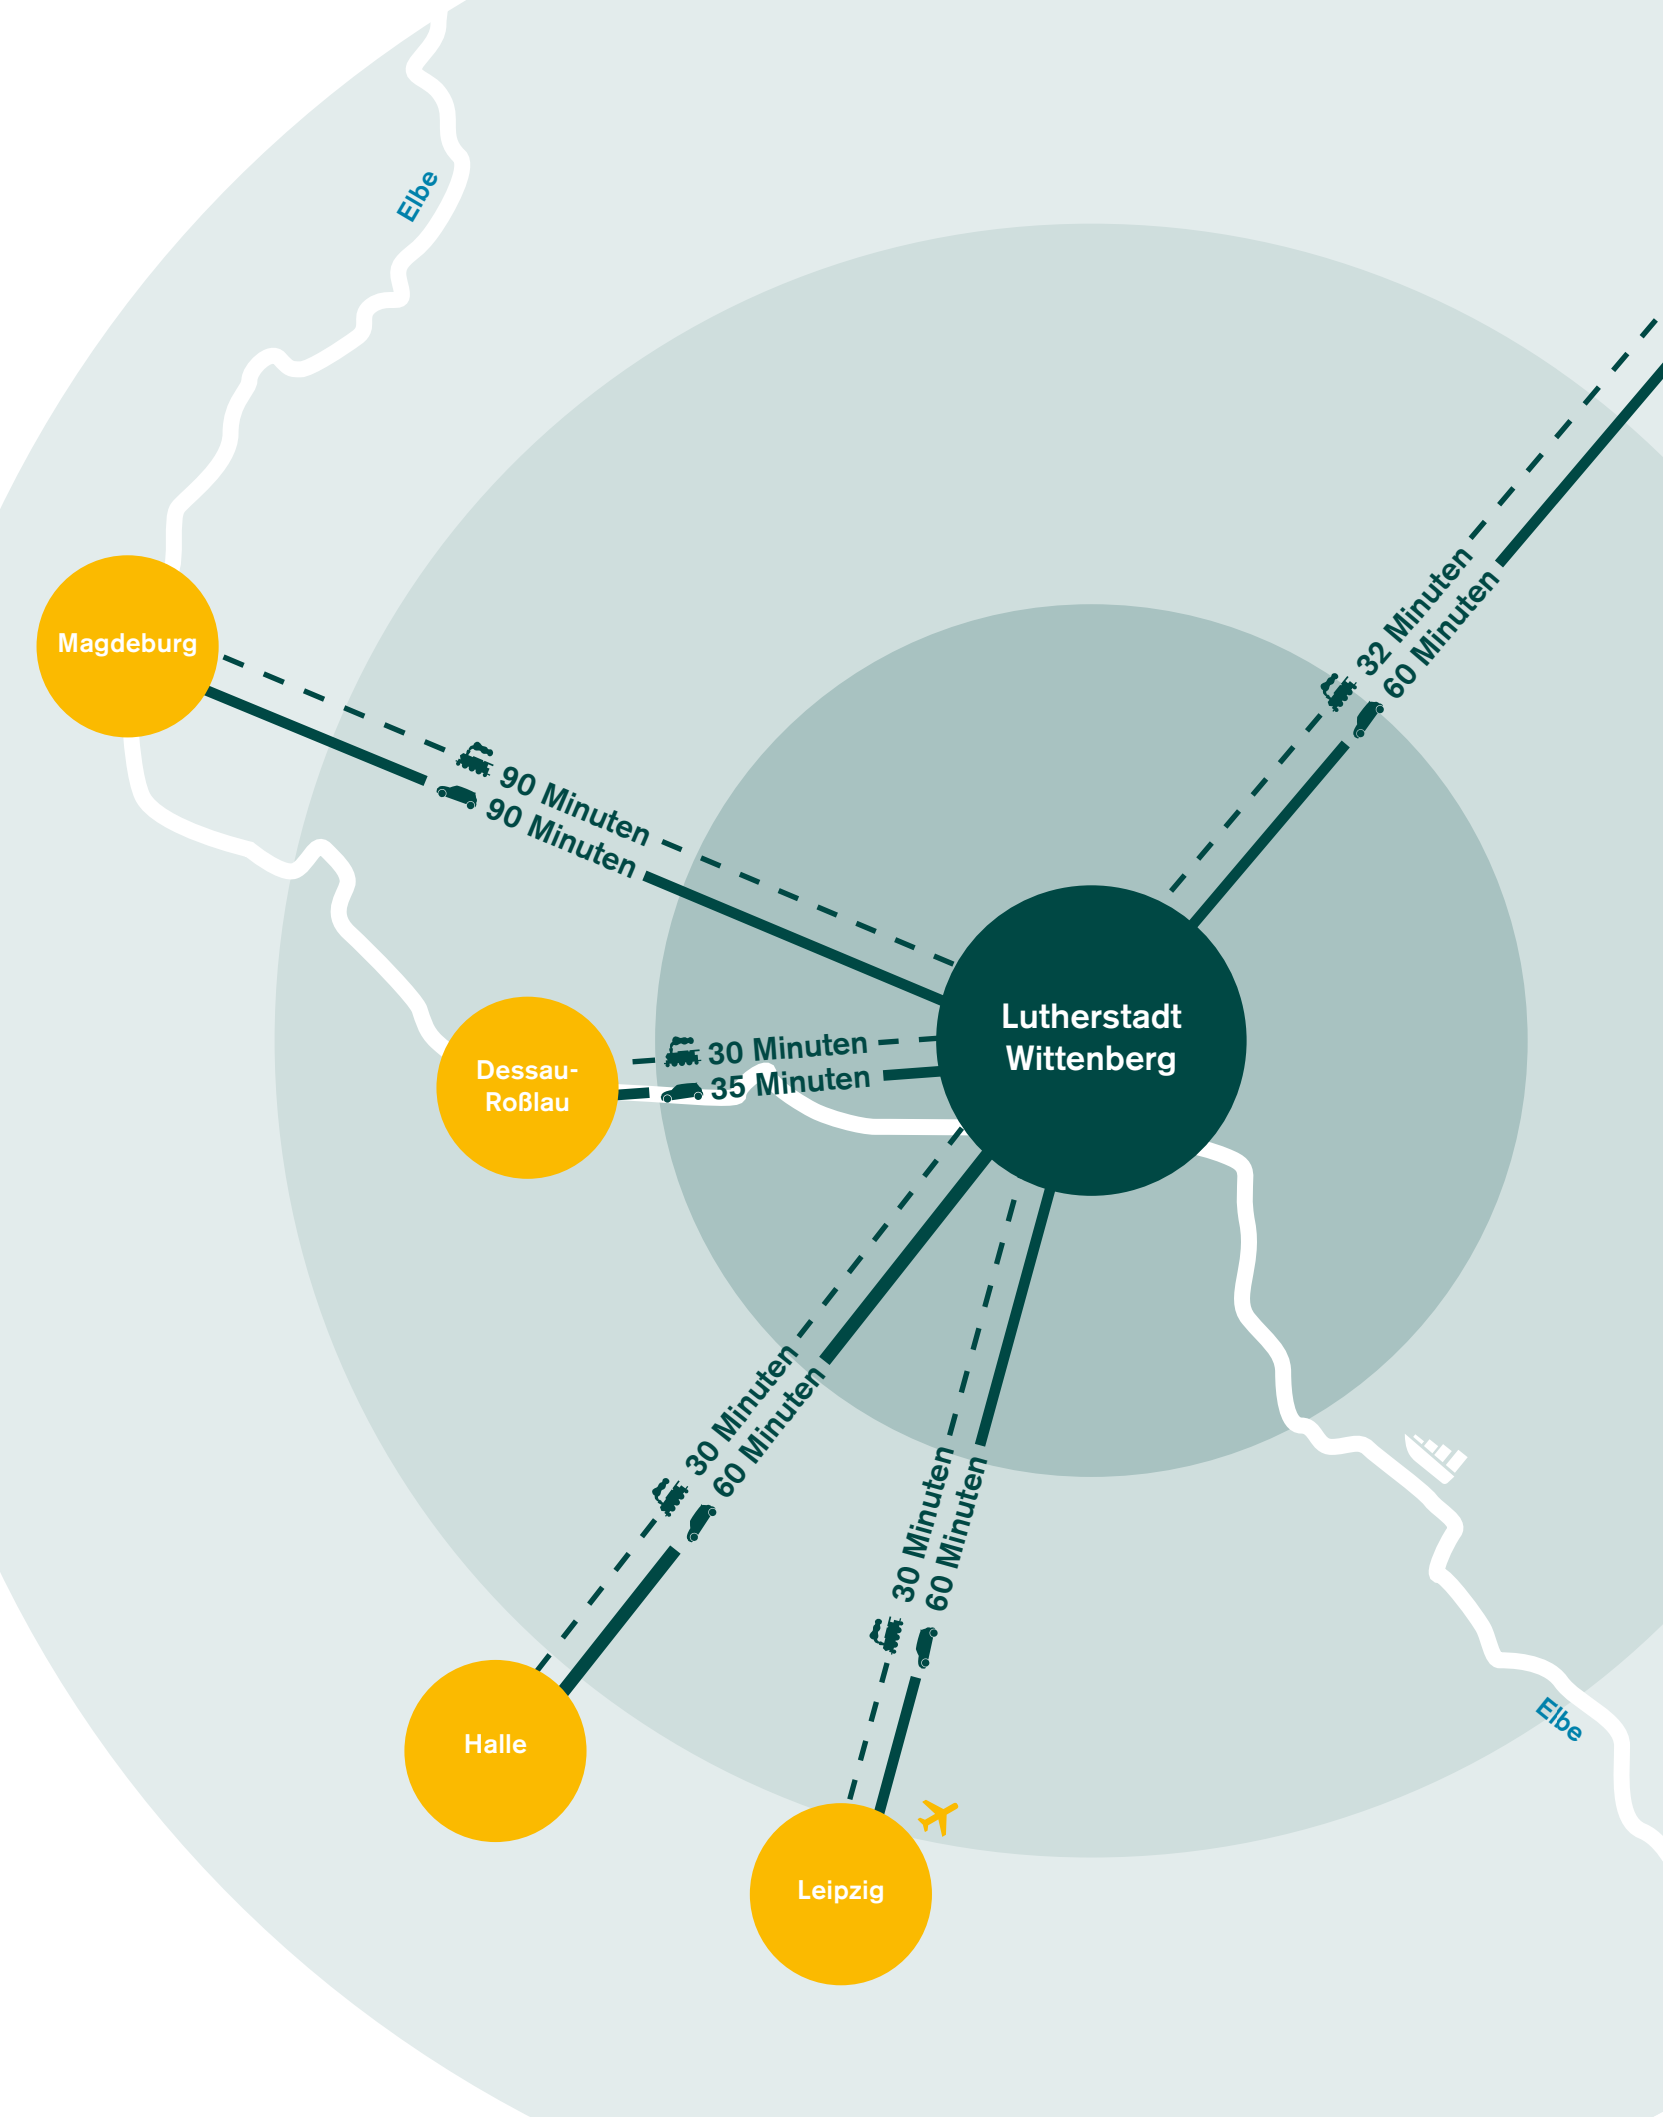 Elbe
32 Minuten
60 Minuten
Magdeburg
90 Minuten
90 Minuten
Lutherstadt
Wittenberg
30 Minuten
35 Minuten
Dessau-
Roßlau
30 Minuten
60 Minuten
30 Minuten
60 Minuten
Elbe
Halle
Leipzig